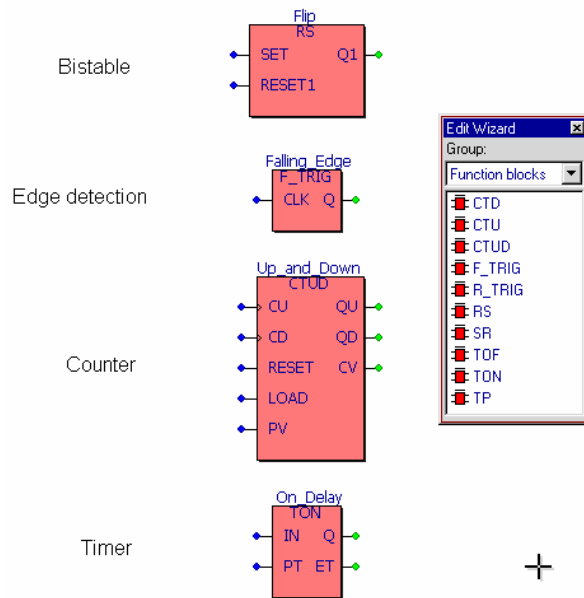 Flip
RS
Bistable
SET Q1
RESET1
Edit Wizard
Group:
Function blocks
CTD
CTU
CTUD
F_TRIG
R_TRIG
RS
SR
TOF
TON
TP
Falling_Edge
F_TRIG
Edge detection
CLK Q
Up_and_Down
CTUD
CU QU
CD QD
Counter
RESET CV
LOAD
PV
On_Delay
TON
Timer
IN Q
PT ET